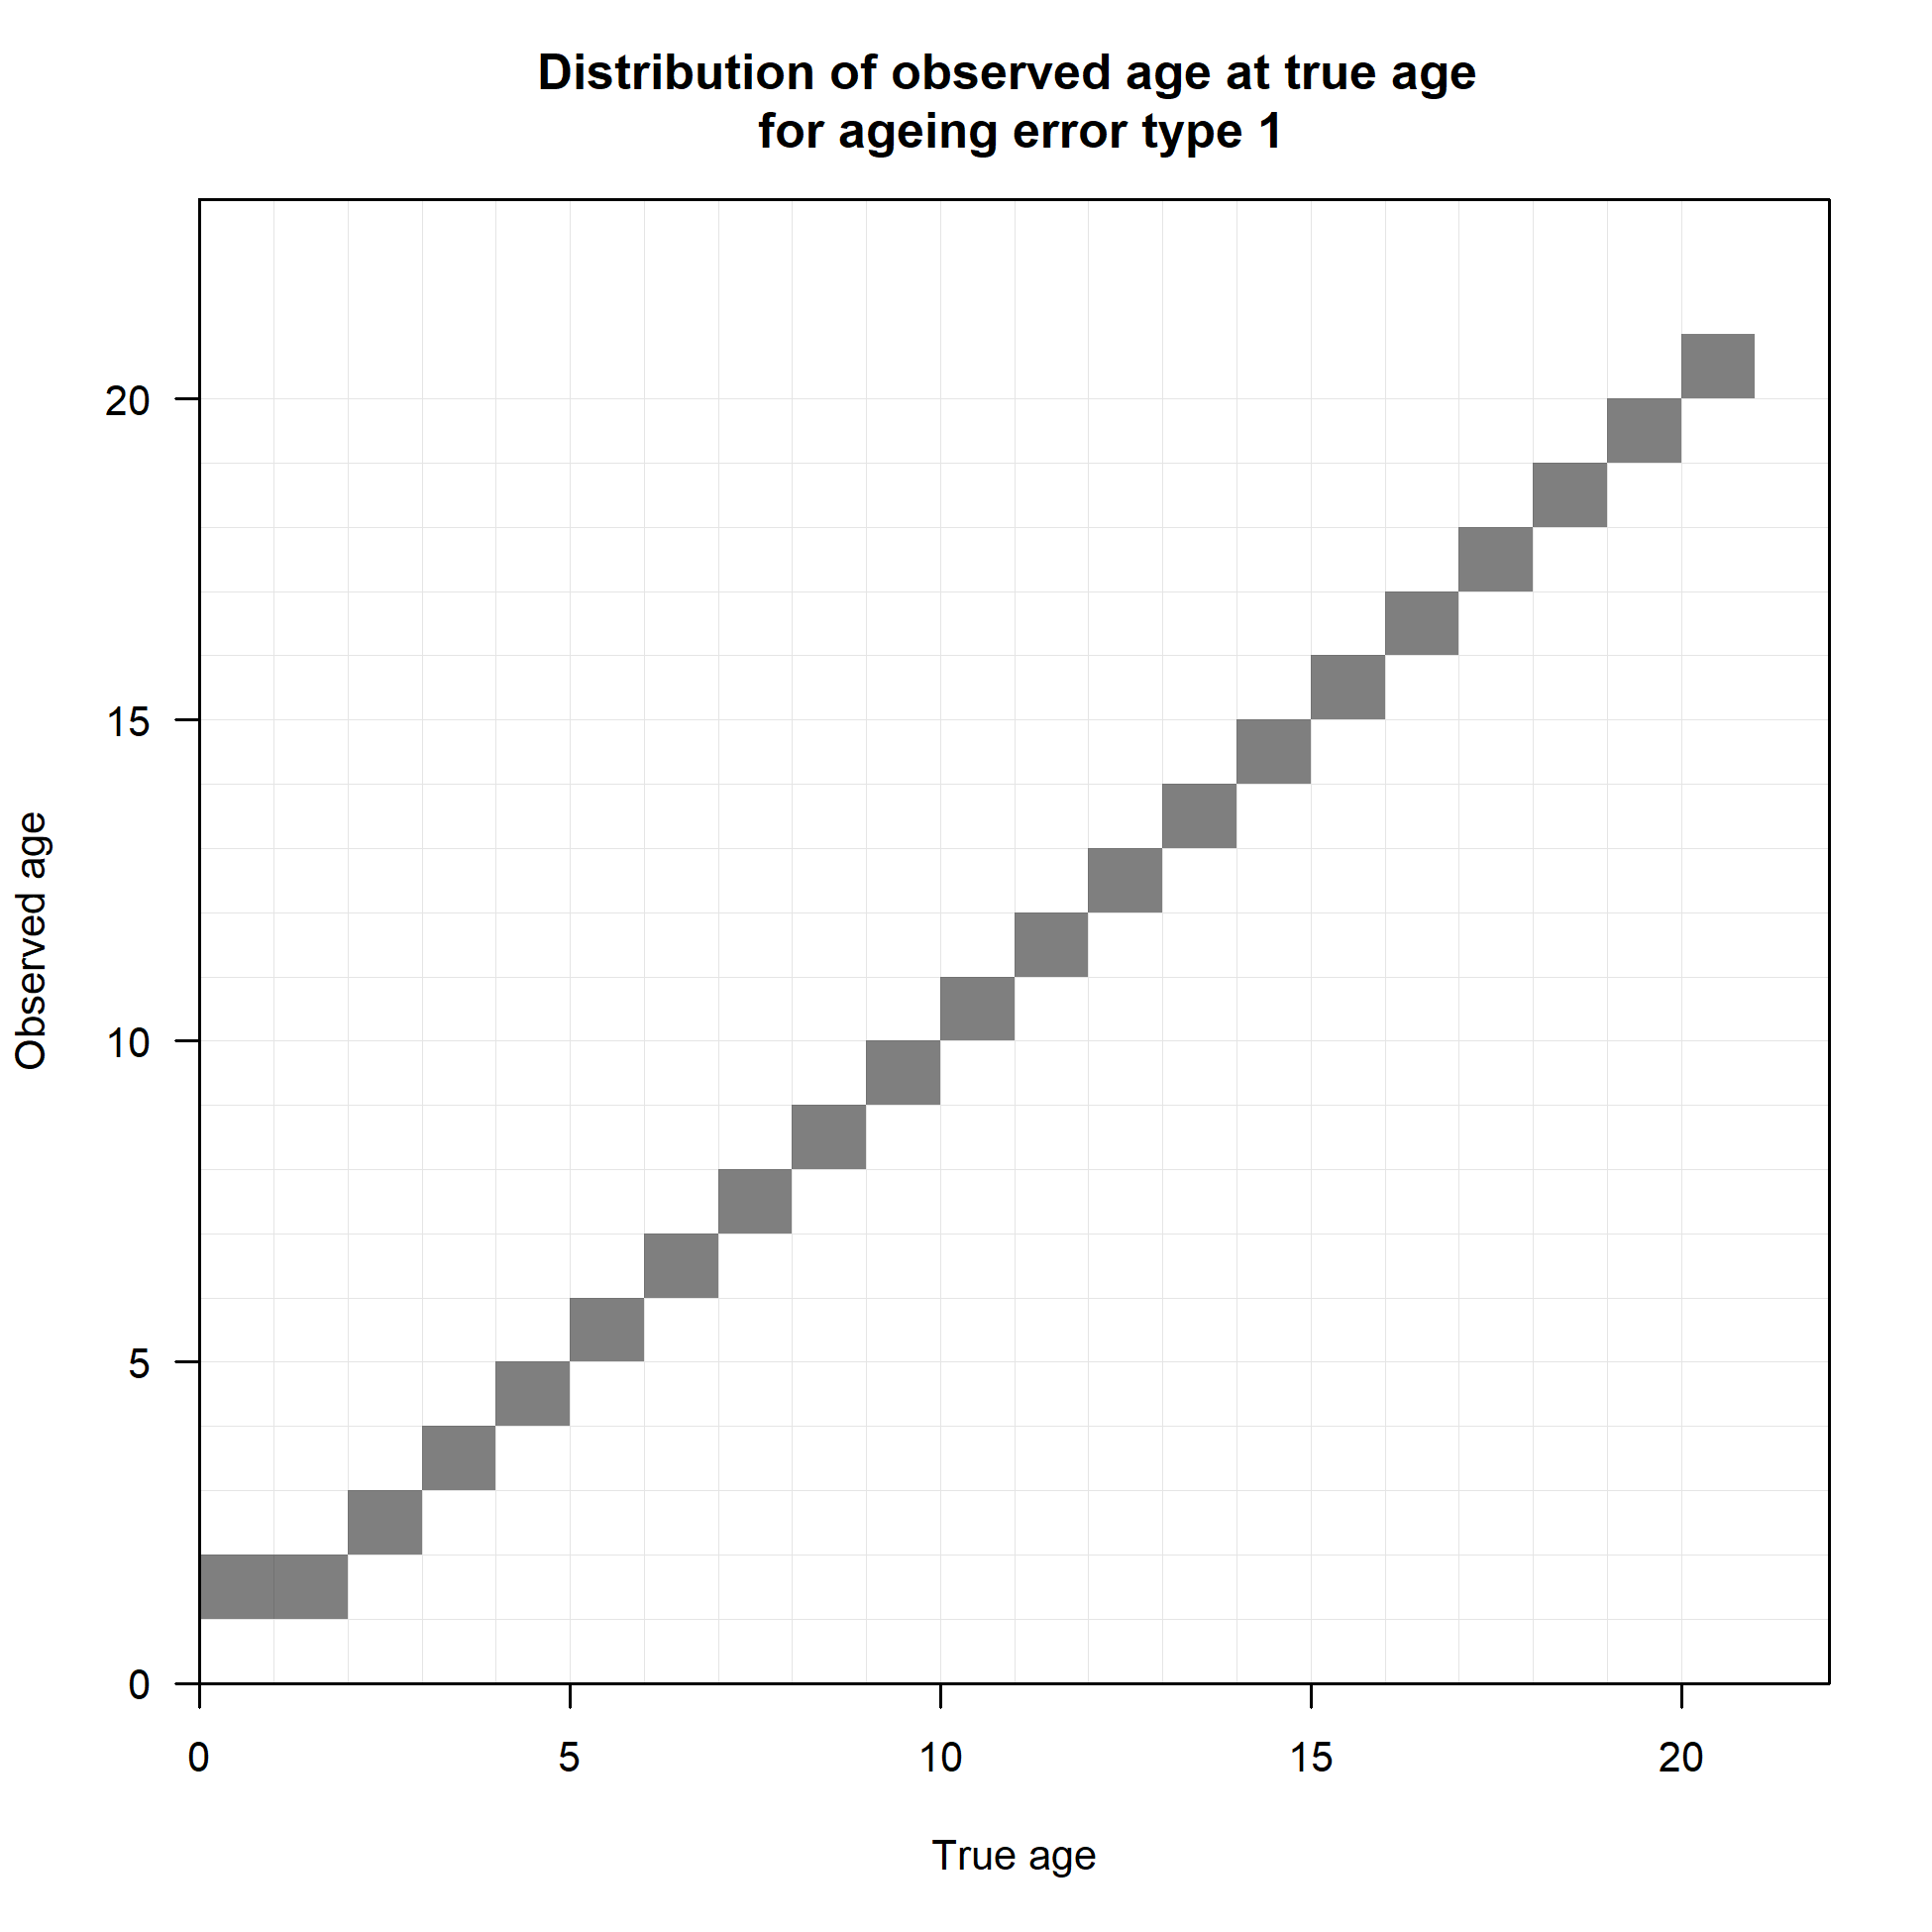 Distribution of observed age at true age
for ageing error type 1
20
15
10
5
0
Observed age
0 5 10 15 20
True age